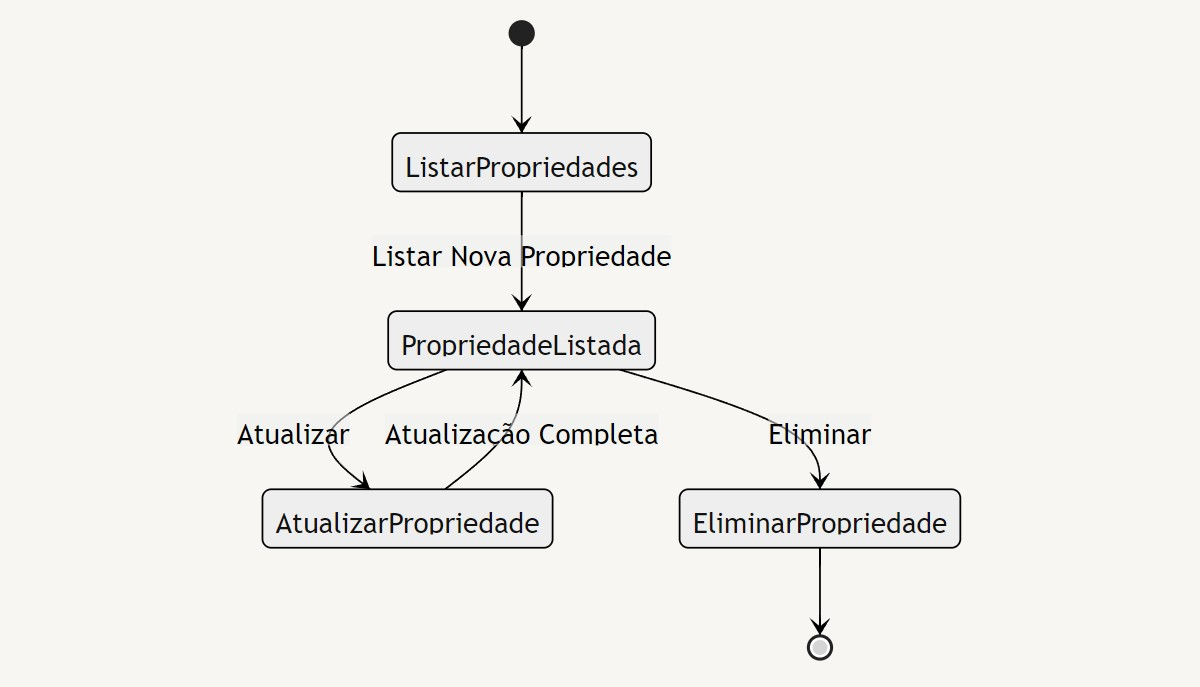 ListarPropriedades
Listar Nova Propriedade
PropriedadeListada
Atualizar
Atualização Completa
Eliminar
AtualizarPropriedade
EliminarPropriedade